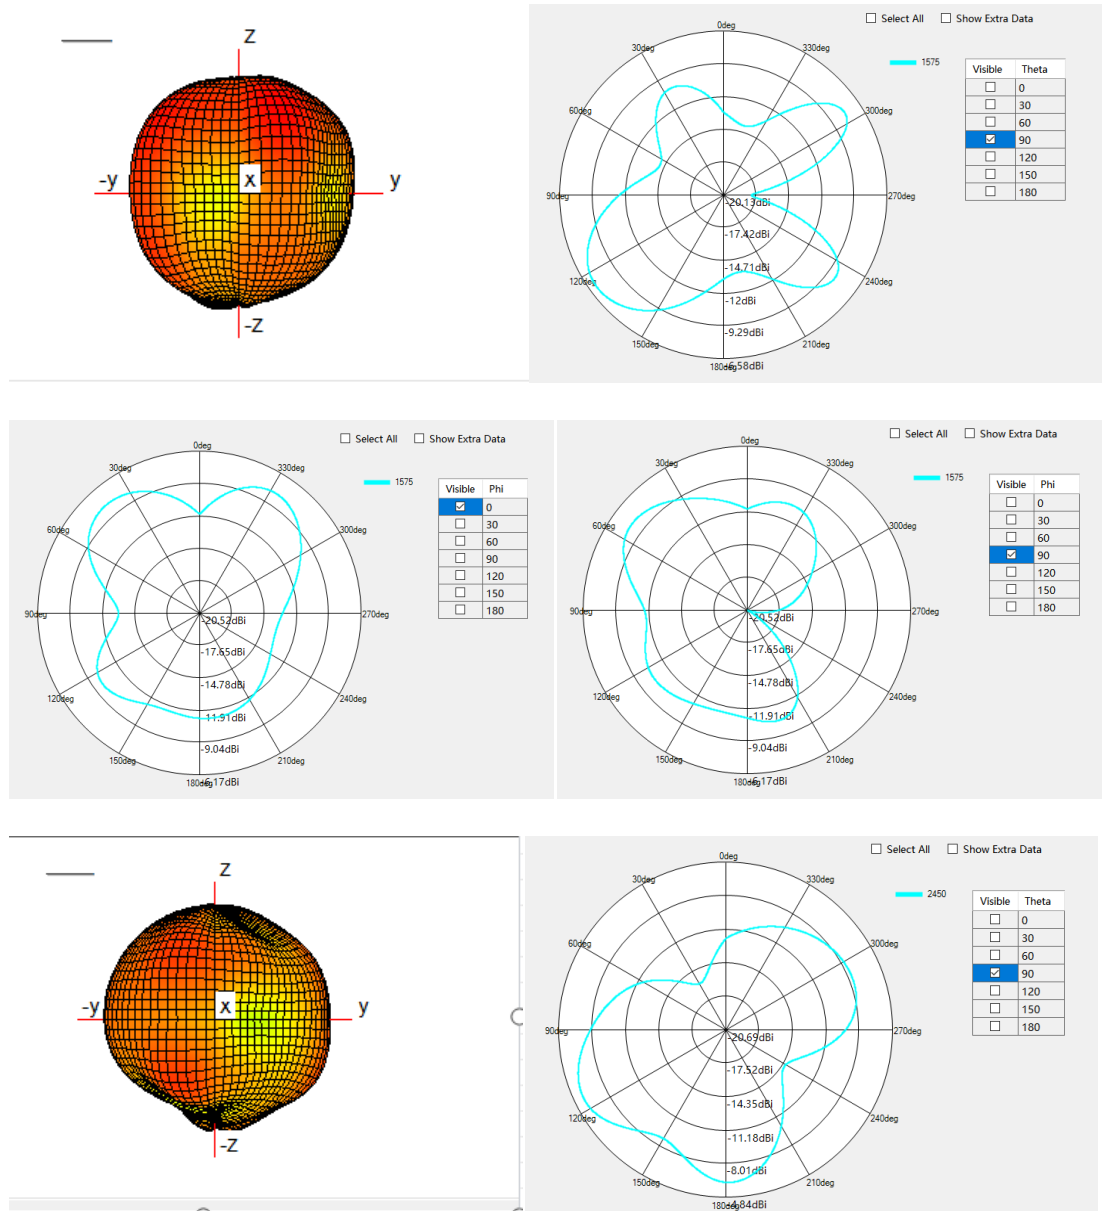 Z
-y
X
y
-Z
Select All
Show Extra Data
1575
Visible Theta
0
30
60
90
120
150
180
0deg
30deg
330deg
60deg
300deg
90deg
270deg
120deg
240deg
150deg
210deg
180deg
-20.13dBi
-17.42dBi
-14.71dBi
-12dBi
-9.29dBi
-6.58dBi
Select All
Show Extra Data
1575
Visible Phi
0
30
60
90
120
150
180
0deg
30deg
330deg
60deg
300deg
90deg
270deg
120deg
240deg
150deg
210deg
180deg
-20.52dBi
-17.65dBi
-14.78dBi
-11.91dBi
-9.04dBi
-6.17dBi
Select All
Show Extra Data
1575
Visible Phi
0
30
60
90
120
150
180
0deg
30deg
330deg
60deg
300deg
90deg
270deg
120deg
240deg
150deg
210deg
180deg
-20.52dBi
-17.65dBi
-14.78dBi
-11.91dBi
-9.04dBi
-6.17dBi
Z
-y
X
y
-Z
Select All
Show Extra Data
2450
Visible Theta
0
30
60
90
120
150
180
0deg
30deg
330deg
60deg
300deg
90deg
270deg
120deg
240deg
150deg
210deg
180deg
-20.69dBi
-17.52dBi
-14.35dBi
-11.18dBi
-8.01dBi
-4.84dBi